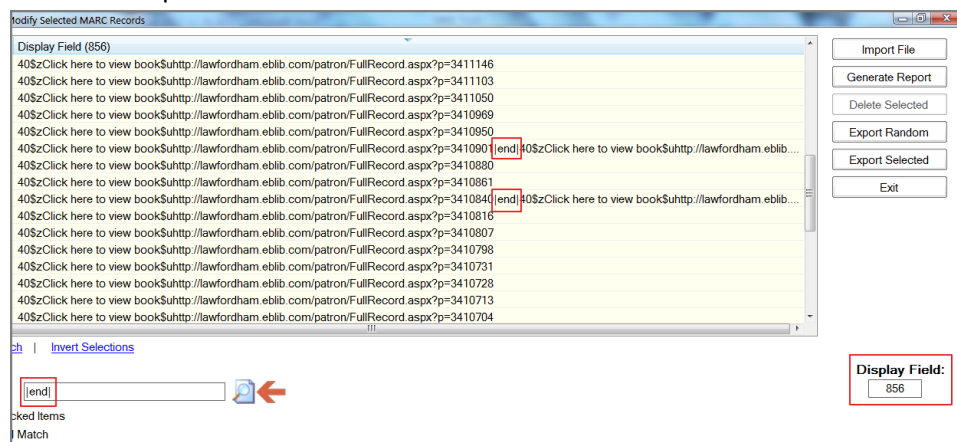 Modify Selected MARC Records
Display Field (856)
40$zClick here to view book$uhttp://lawfordham.eblib.com/patron/FullRecord.aspx?p=3411146
40$zClick here to view book$uhttp://lawfordham.eblib.com/patron/FullRecord.aspx?p=3411103
40$zClick here to view book$uhttp://lawfordham.eblib.com/patron/FullRecord.aspx?p=3411050
40$zClick here to view book$uhttp://lawfordham.eblib.com/patron/FullRecord.aspx?p=3410969
40$zClick here to view book$uhttp://lawfordham.eblib.com/patron/FullRecord.aspx?p=3410950
40$zClick here to view book$uhttp://lawfordham.eblib.com/patron/FullRecord.aspx?p=3410901|end|40$zClick here to view book$uhttp://lawfordham.eblib....
40$zClick here to view book$uhttp://lawfordham.eblib.com/patron/FullRecord.aspx?p=3410880
40$zClick here to view book$uhttp://lawfordham.eblib.com/patron/FullRecord.aspx?p=3410861
40$zClick here to view book$uhttp://lawfordham.eblib.com/patron/FullRecord.aspx?p=3410840|end|40$zClick here to view book$uhttp://lawfordham.eblib....
40$zClick here to view book$uhttp://lawfordham.eblib.com/patron/FullRecord.aspx?p=3410816
40$zClick here to view book$uhttp://lawfordham.eblib.com/patron/FullRecord.aspx?p=3410807
40$zClick here to view book$uhttp://lawfordham.eblib.com/patron/FullRecord.aspx?p=3410798
40$zClick here to view book$uhttp://lawfordham.eblib.com/patron/FullRecord.aspx?p=3410731
40$zClick here to view book$uhttp://lawfordham.eblib.com/patron/FullRecord.aspx?p=3410728
40$zClick here to view book$uhttp://lawfordham.eblib.com/patron/FullRecord.aspx?p=3410713
40$zClick here to view book$uhttp://lawfordham.eblib.com/patron/FullRecord.aspx?p=3410704
Import File
Generate Report
Delete Selected
Export Random
Export Selected
Exit
ch | Invert Selections
|end|
cked Items
l Match
Display Field:
856